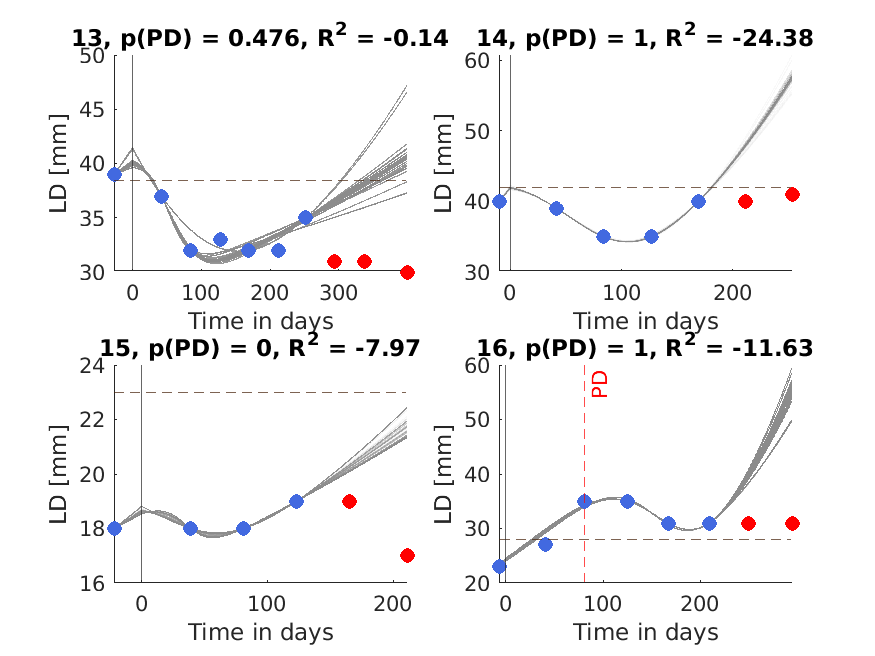 13, p(PD) = 0.476, R² = -0.14
50
45
40
35
30
LD [mm]
0 100 200 300
Time in days
14, p(PD) = 1, R² = -24.38
60
50
40
30
LD [mm]
0 100 200
Time in days
15, p(PD) = 0, R² = -7.97
24
22
20
18
16
LD [mm]
0 100 200
Time in days
16, p(PD) = 1, R² = -11.63
60
50
40
30
20
LD [mm]
PD
0 100 200
Time in days